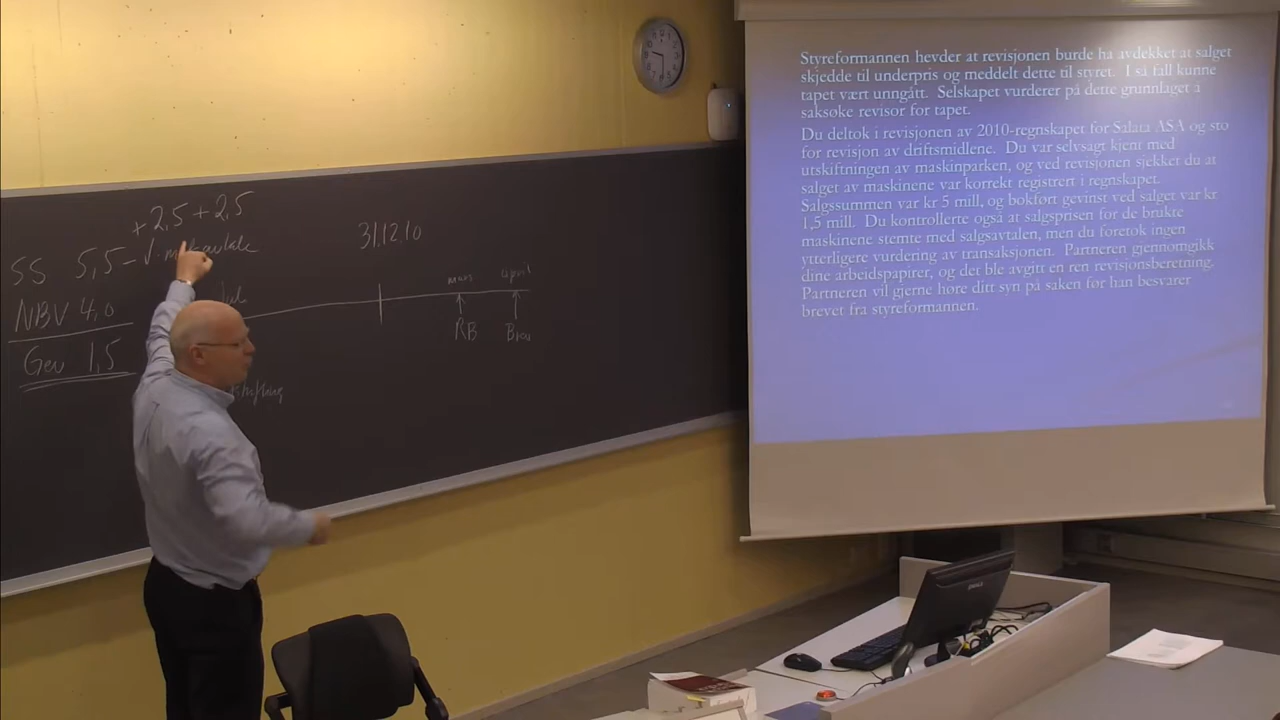 + 2,5 + 2,5
SS 5,5 –
31.12.10
NBV 4,0
mars april
RB
Gev 1,5
Styreformannen hevder at revisjonen burde ha avdekket at salget
skjedde til underpris og meddelt dette til styret. I så fall kunne
tapet vært unngått. Selskapet vurderer på dette grunnlaget å
saksøke revisor for tapet.
Du deltok i revisjonen av 2010-regnskapet for Salata ASA og sto
for revisjon av driftsmidlene. Du var selvsagt kjent med
utskiftningen av maskinparken, og ved revisjonen sjekket du at
salget av maskinene var korrekt registrert i regnskapet.
Salgssummen var kr 5 mill, og bokført gevinst ved salget var kr
1,5 mill. Du kontrollerte også at salgsprisen for de brukte
maskinene stemte med salgsavtalen, men du foretok ingen
ytterligere vurdering av transaksjonen. Partneren gjennomgikk
dine arbeidspapirer, og det ble avgitt en ren revisjonsberetning.
Partneren vil gjerne høre ditt syn på saken før han besvarer
brevet fra styreformannen.